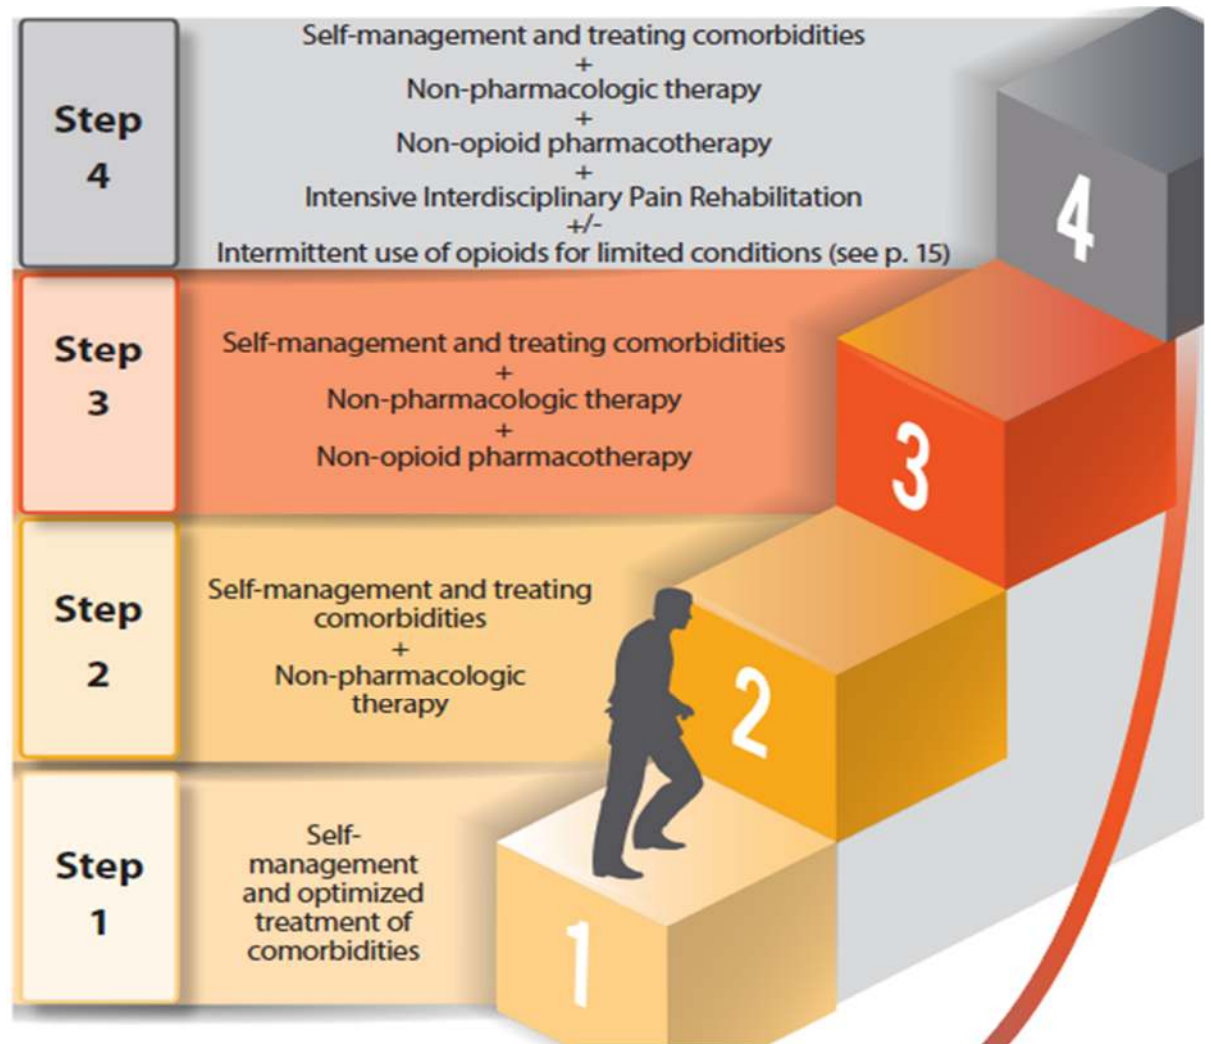 Step
4
Self-management and treating comorbidities
+
Non-pharmacologic therapy
+
Non-opioid pharmacotherapy
+
Intensive Interdisciplinary Pain Rehabilitation
+/-
Intermittent use of opioids for limited conditions (see p. 15)
4
Step
3
Self-management and treating comorbidities
+
Non-pharmacologic therapy
+
Non-opioid pharmacotherapy
3
Step
2
Self-management and treating
comorbidities
+
Non-pharmacologic
therapy
2
Step
1
Self-
management
and optimized
treatment of
comorbidities
1